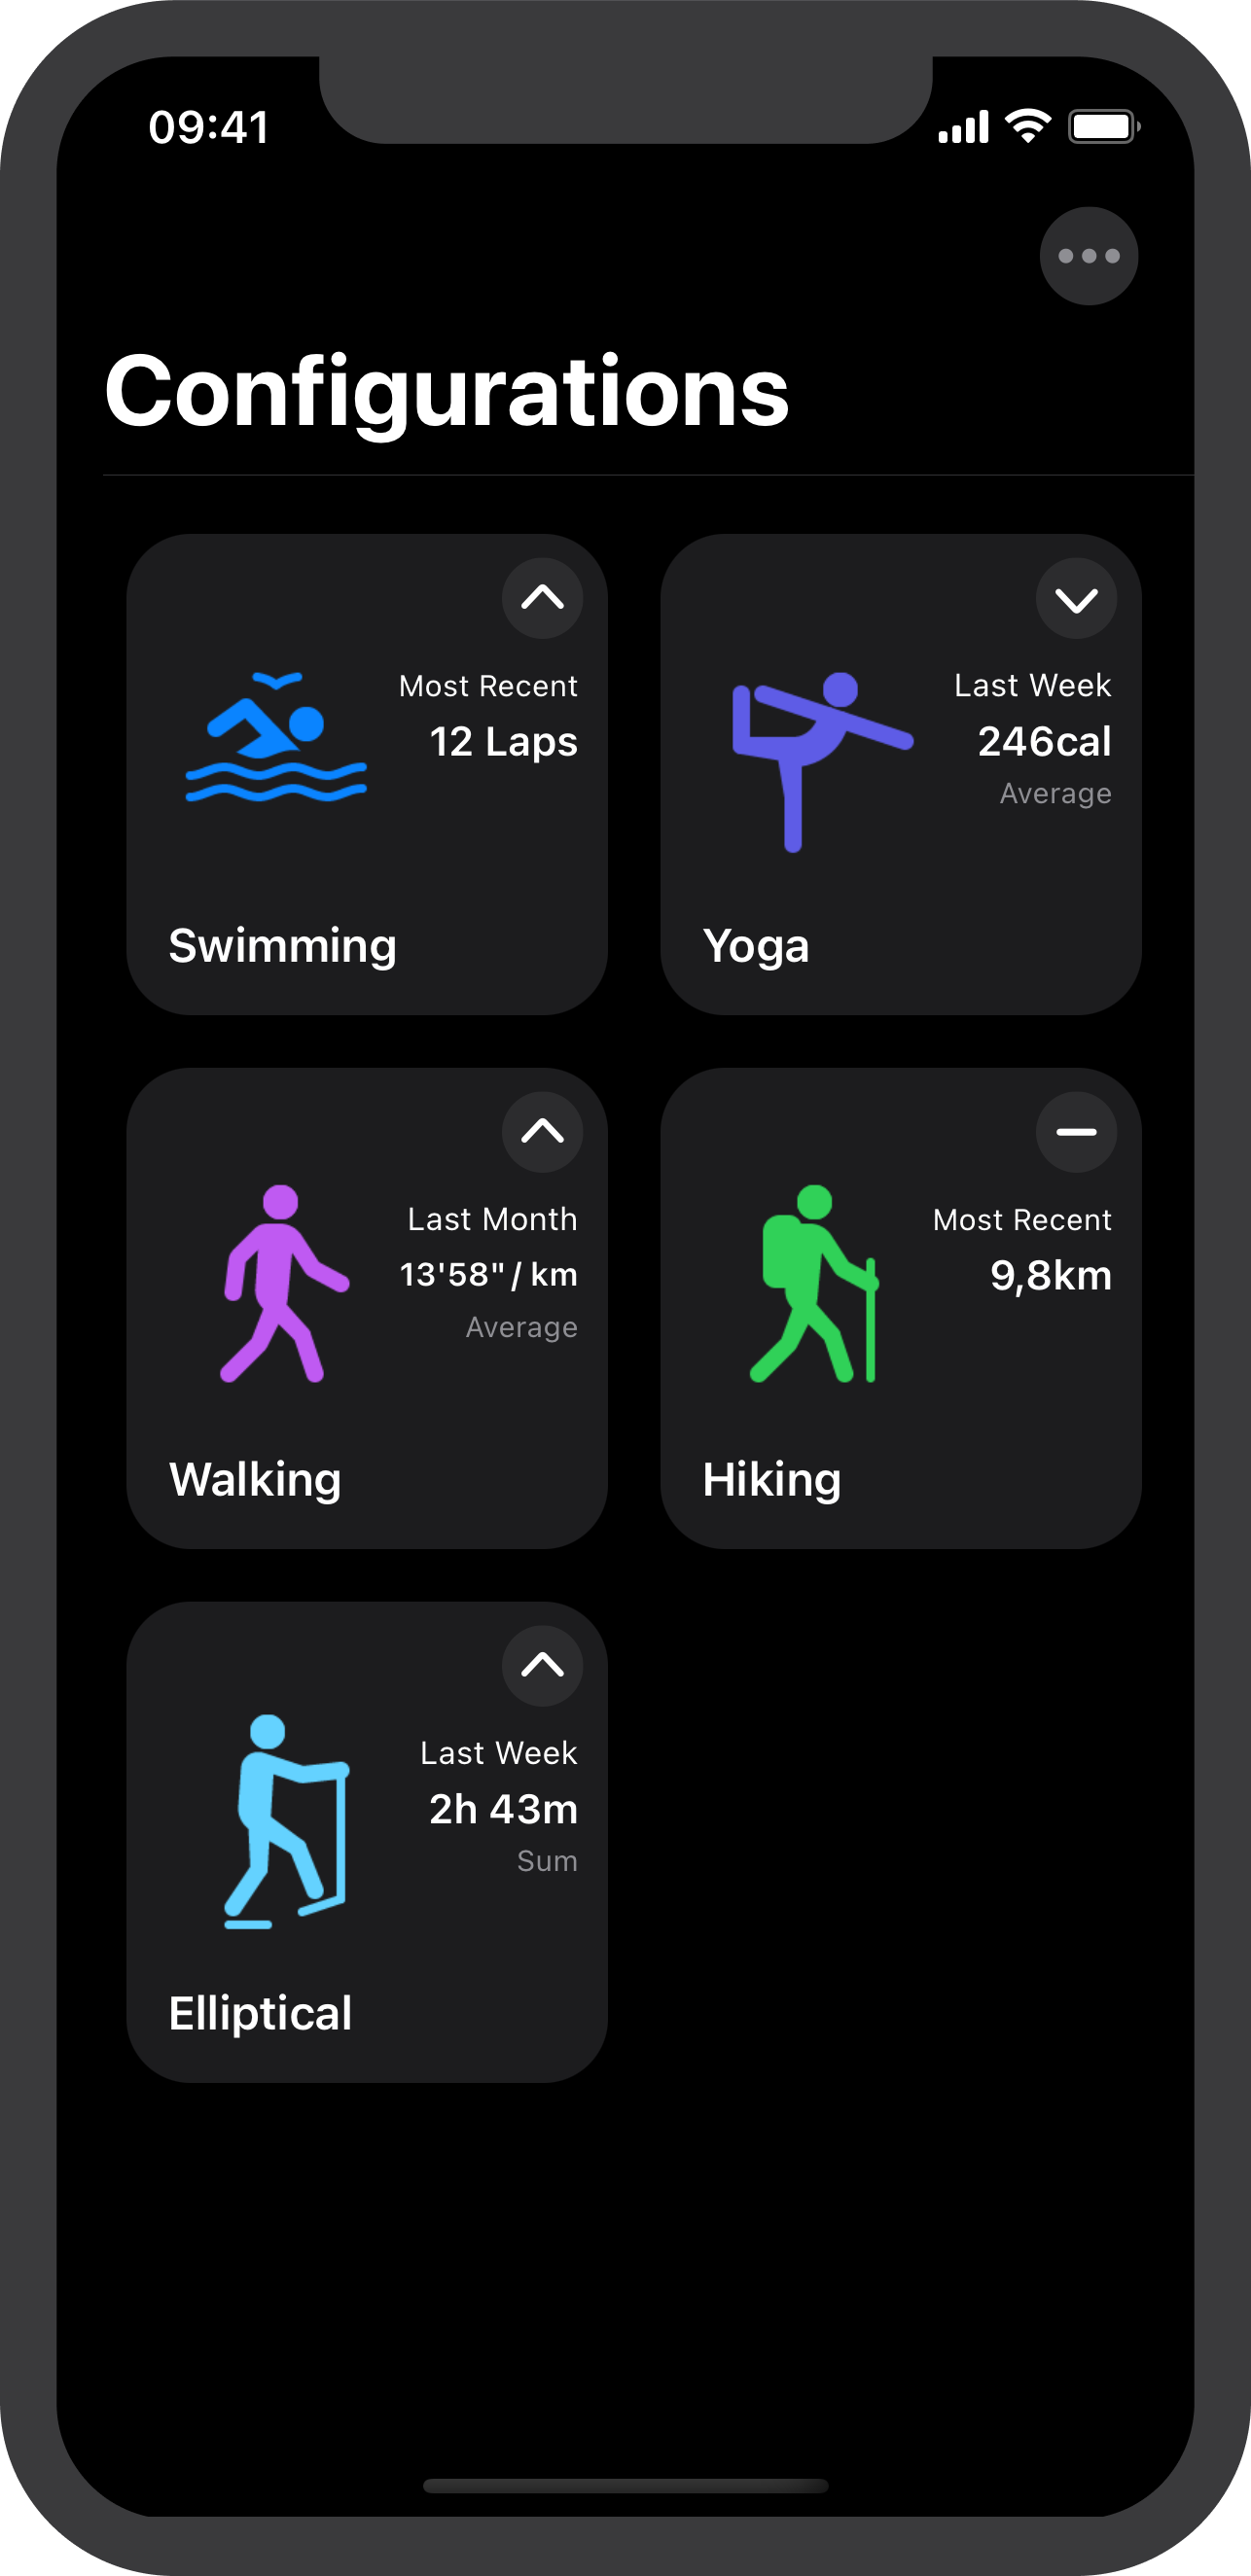 09:41
Configurations
Most Recent
12 Laps
Swimming
Last Week
246cal
Average
Yoga
Last Month
13'58"/ km
Average
Walking
Most Recent
9,8km
Hiking
Last Week
2h 43m
Sum
Elliptical